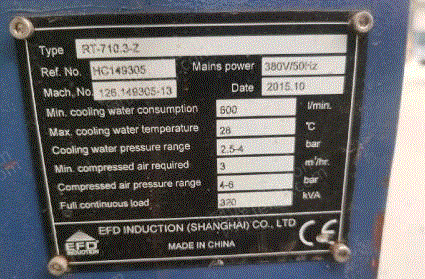 Type RT-710.3-Z
Ref. No. HC149305 Mains power 380V/50Hz
Mach. No. 126.149305-13 Date 2015.10
Min. cooling water consumption 600 l/min.
Max. cooling water temperature 28 ℃
Cooling water pressure range 2.5-4 bar
Min. compressed air required 3 m³/hr.
Compressed air pressure range 4-6 bar
Full continuous load 320 kVA
EFD INDUCTION (SHANGHAI) CO., LTD
EFD INDUCTION
MADE IN CHINA
CE